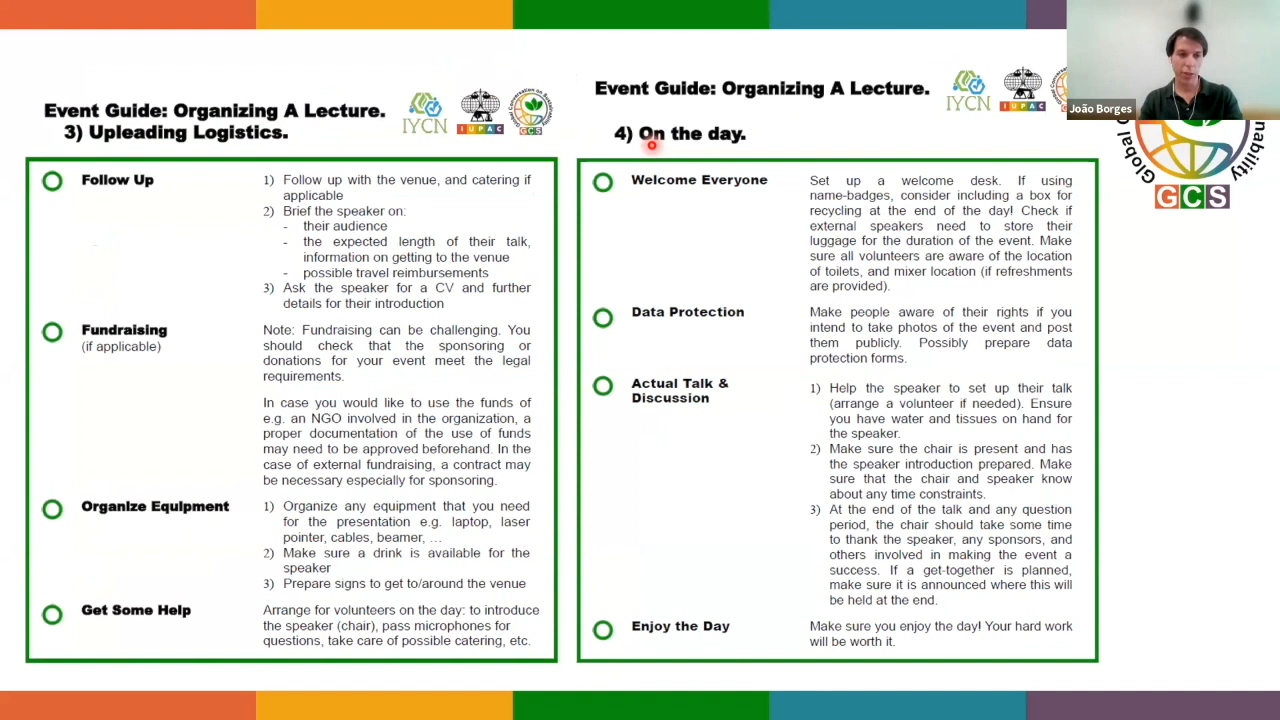 Event Guide: Organizing A Lecture.
3) Upleading Logistics.
IYCN
IUPAC
GCS
Follow Up
1) Follow up with the venue, and catering if
applicable
2) Brief the speaker on:
- their audience
- the expected length of their talk,
information on getting to the venue
- possible travel reimbursements
3) Ask the speaker for a CV and further
details for their introduction
Fundraising
(if applicable)
Note: Fundraising can be challenging. You
should check that the sponsoring or
donations for your event meet the legal
requirements.
In case you would like to use the funds of
e.g. an NGO involved in the organization, a
proper documentation of the use of funds
may need to be approved beforehand. In the
case of external fundraising, a contract may
be necessary especially for sponsoring.
Organize Equipment
1) Organize any equipment that you need
for the presentation e.g. laptop, laser
pointer, cables, beamer, ...
2) Make sure a drink is available for the
speaker
3) Prepare signs to get to/around the venue
Get Some Help
Arrange for volunteers on the day: to introduce
the speaker (chair), pass microphones for
questions, take care of possible catering, etc.
Event Guide: Organizing A Lecture.
4) On the day.
IYCN
IUPAC
Welcome Everyone
Set up a welcome desk. If using
name-badges, consider including a box for
recycling at the end of the day! Check if
external speakers need to store their
luggage for the duration of the event. Make
sure all volunteers are aware of the location
of toilets, and mixer location (if refreshments
are provided).
Data Protection
Make people aware of their rights if you
intend to take photos of the event and post
them publicly. Possibly prepare data
protection forms.
Actual Talk &
Discussion
1) Help the speaker to set up their talk
(arrange a volunteer if needed). Ensure
you have water and tissues on hand for
the speaker.
2) Make sure the chair is present and has
the speaker introduction prepared. Make
sure that the chair and speaker know
about any time constraints.
3) At the end of the talk and any question
period, the chair should take some time
to thank the speaker, any sponsors, and
others involved in making the event a
success. If a get-together is planned,
make sure it is announced where this will
be held at the end.
Enjoy the Day
Make sure you enjoy the day! Your hard work
will be worth it.
João Borges
Global
GCS